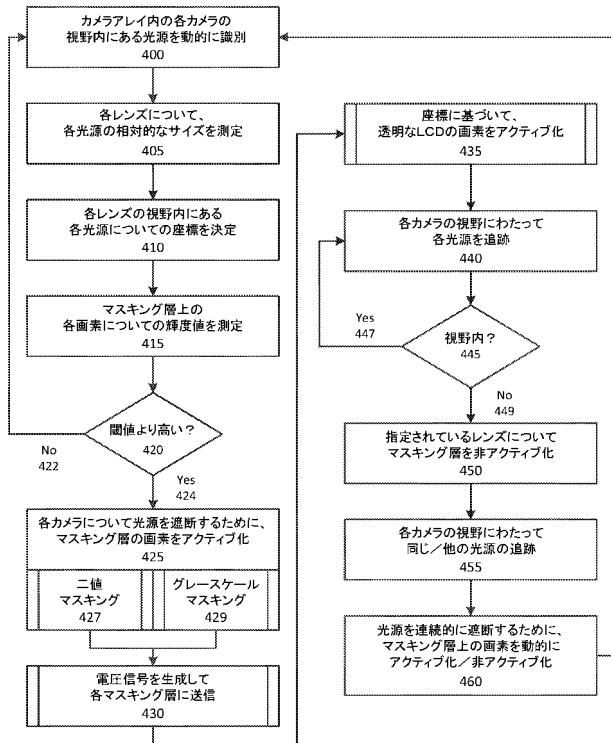 カメラアレイ内の各カメラの
視野内にある光源を動的に識別
400
各レンズについて、
各光源の相対的なサイズを測定
405
各レンズの視野内にある
各光源についての座標を決定
410
マスキング層上の
各画素についての輝度値を測定
415
閾値より高い?
420
No
422
Yes
424
各カメラについて光源を遮断するために、
マスキング層の画素をアクティブ化
425
二値
マスキング
427
グレースケール
マスキング
429
電圧信号を生成して
各マスキング層に送信
430
座標に基づいて、
透明なLCDの画素をアクティブ化
435
各カメラの視野にわたって
各光源を追跡
440
Yes
447
視野内?
445
No
449
指定されているレンズについて
マスキング層を非アクティブ化
450
各カメラの視野にわたって
同じ/他の光源の追跡
455
光源を連続的に遮断するために、
マスキング層上の画素を動的に
アクティブ化/非アクティブ化
460